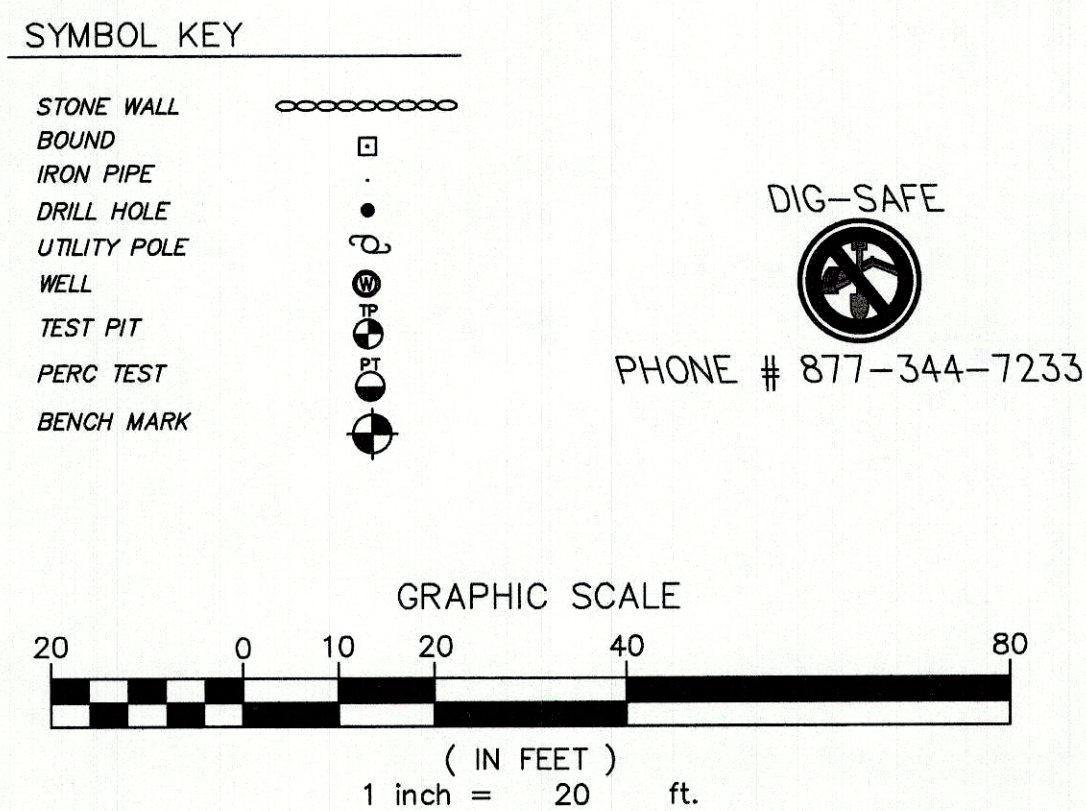 SYMBOL KEY
STONE WALL
BOUND
IRON PIPE
DRILL HOLE
UTILITY POLE
WELL
W
TEST PIT
TP
PERC TEST
PT
BENCH MARK
DIG-SAFE
PHONE # 877-344-7233
GRAPHIC SCALE
20 0 10 20 40 80
( IN FEET )
1 inch = 20 ft.